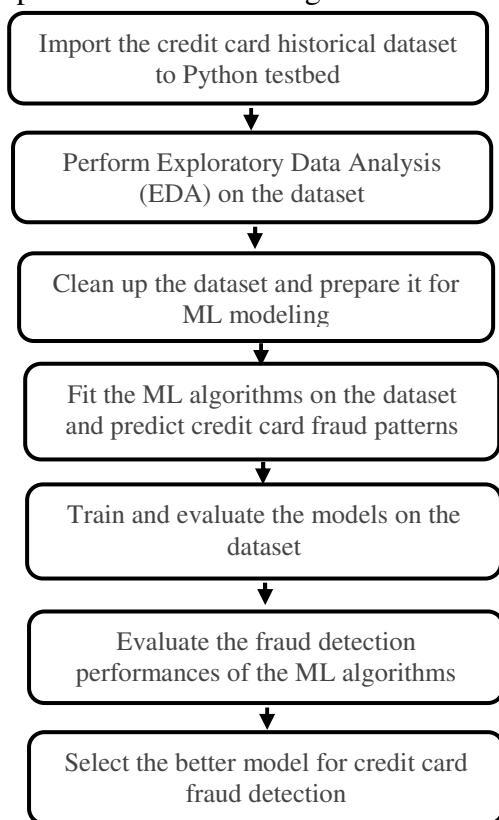 Import the credit card historical dataset
to Python testbed
Perform Exploratory Data Analysis
(EDA) on the dataset
Clean up the dataset and prepare it for
ML modeling
Fit the ML algorithms on the dataset
and predict credit card fraud patterns
Train and evaluate the models on the
dataset
Evaluate the fraud detection
performances of the ML algorithms
Select the better model for credit card
fraud detection